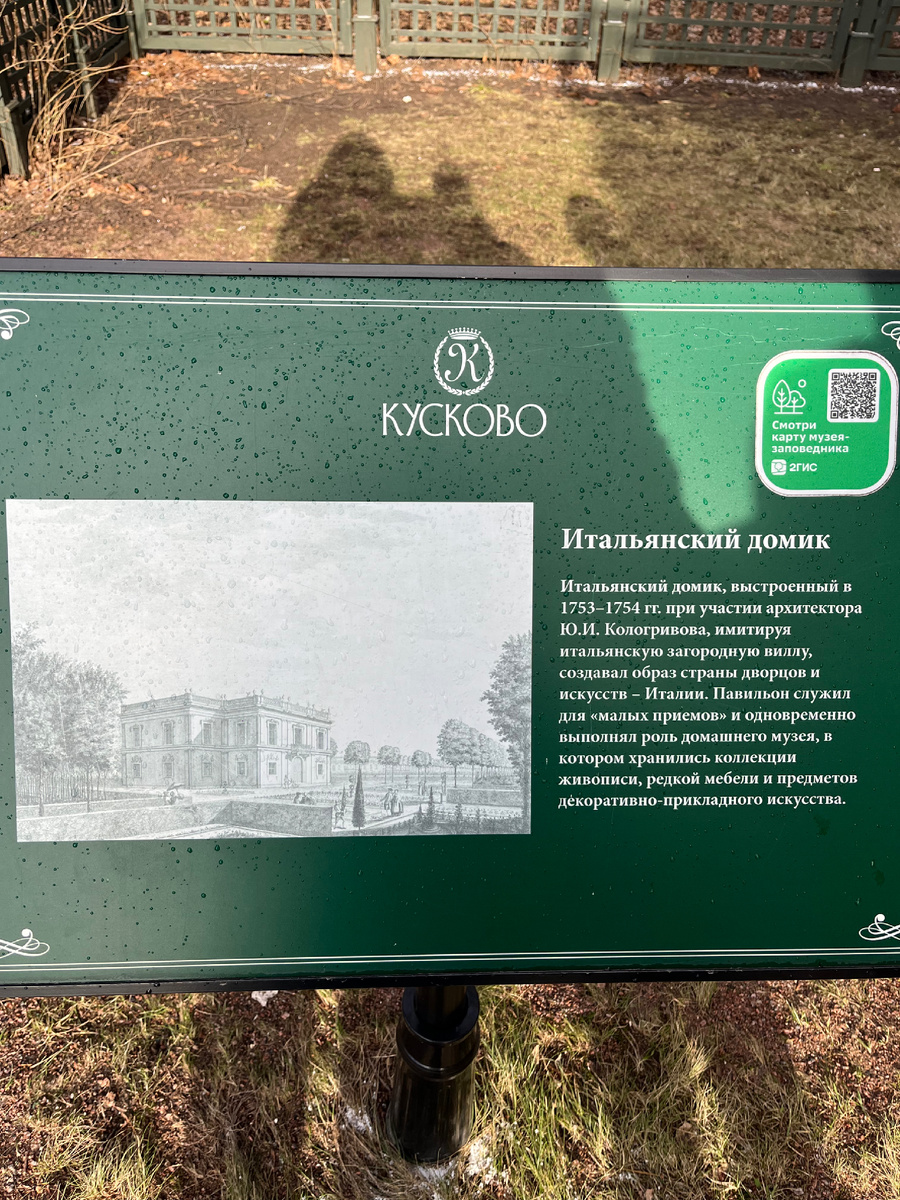 К
КУСКОВО
Смотри
карту музея-
заповедника
2ГИС
Итальянский домик
Итальянский домик, выстроенный в
1753–1754 гг. при участии архитектора
Ю.И. Кологривова, имитируя
итальянскую загородную виллу,
создавал образ страны дворцов и
искусств – Италии. Павильон служил
для «малых приемов» и одновременно
выполнял роль домашнего музея, в
котором хранились коллекции
живописи, редкой мебели и предметов
декоративно-прикладного искусства.